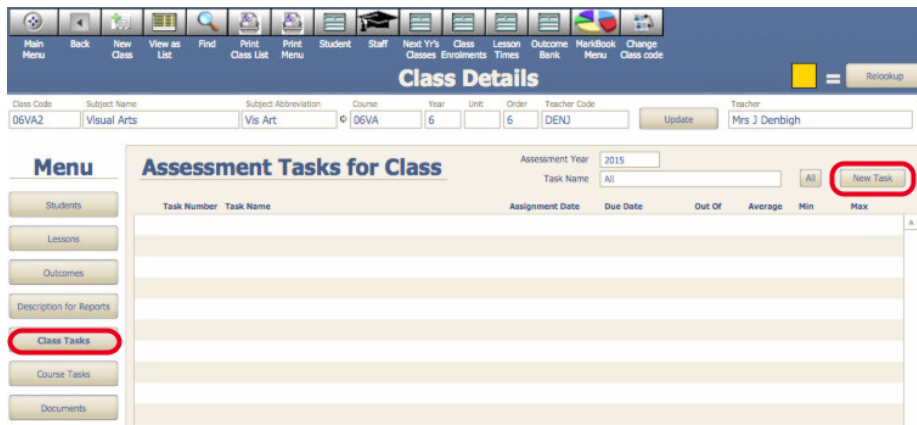 Main Menu
Back
New Class
View as List
Find
Print Class List
Print Menu
Student
Staff
Next Yr's Classes
Class Enrolments
Lesson Times
Outcome Bank
MarkBook Menu
Change Class code
Class Details
=
Relookup
Class Code Subject Name Subject Abbreviation Course Year Unit Order Teacher Code Teacher
06VA2 Visual Arts Vis Art 06VA 6 6 DENJ Update Mrs J Denbigh
Menu
Students
Lessons
Outcomes
Description for Reports
Class Tasks
Course Tasks
Documents
Assessment Tasks for Class
Assessment Year 2015
Task Name All All New Task
Task Number Task Name Assignment Date Due Date Out Of Average Min Max